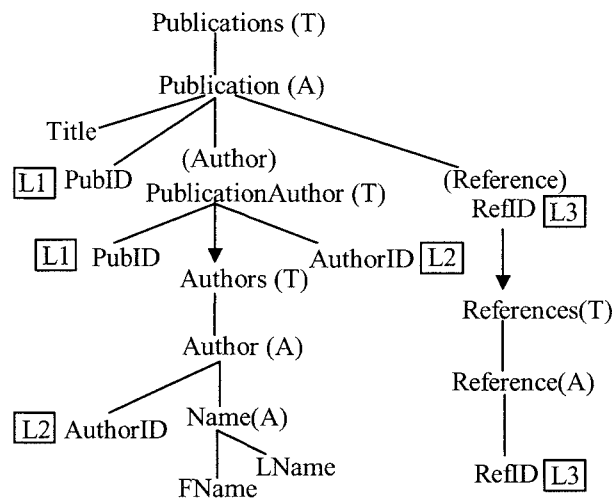 Publications (T)
Publication (A)
Title
L1 PubID
(Author)
PublicationAuthor (T)
(Reference)
RefID L3
L1 PubID
AuthorID L2
Authors (T)
References(T)
Author (A)
Reference(A)
L2 AuthorID
Name(A)
LName
FName
RefID L3